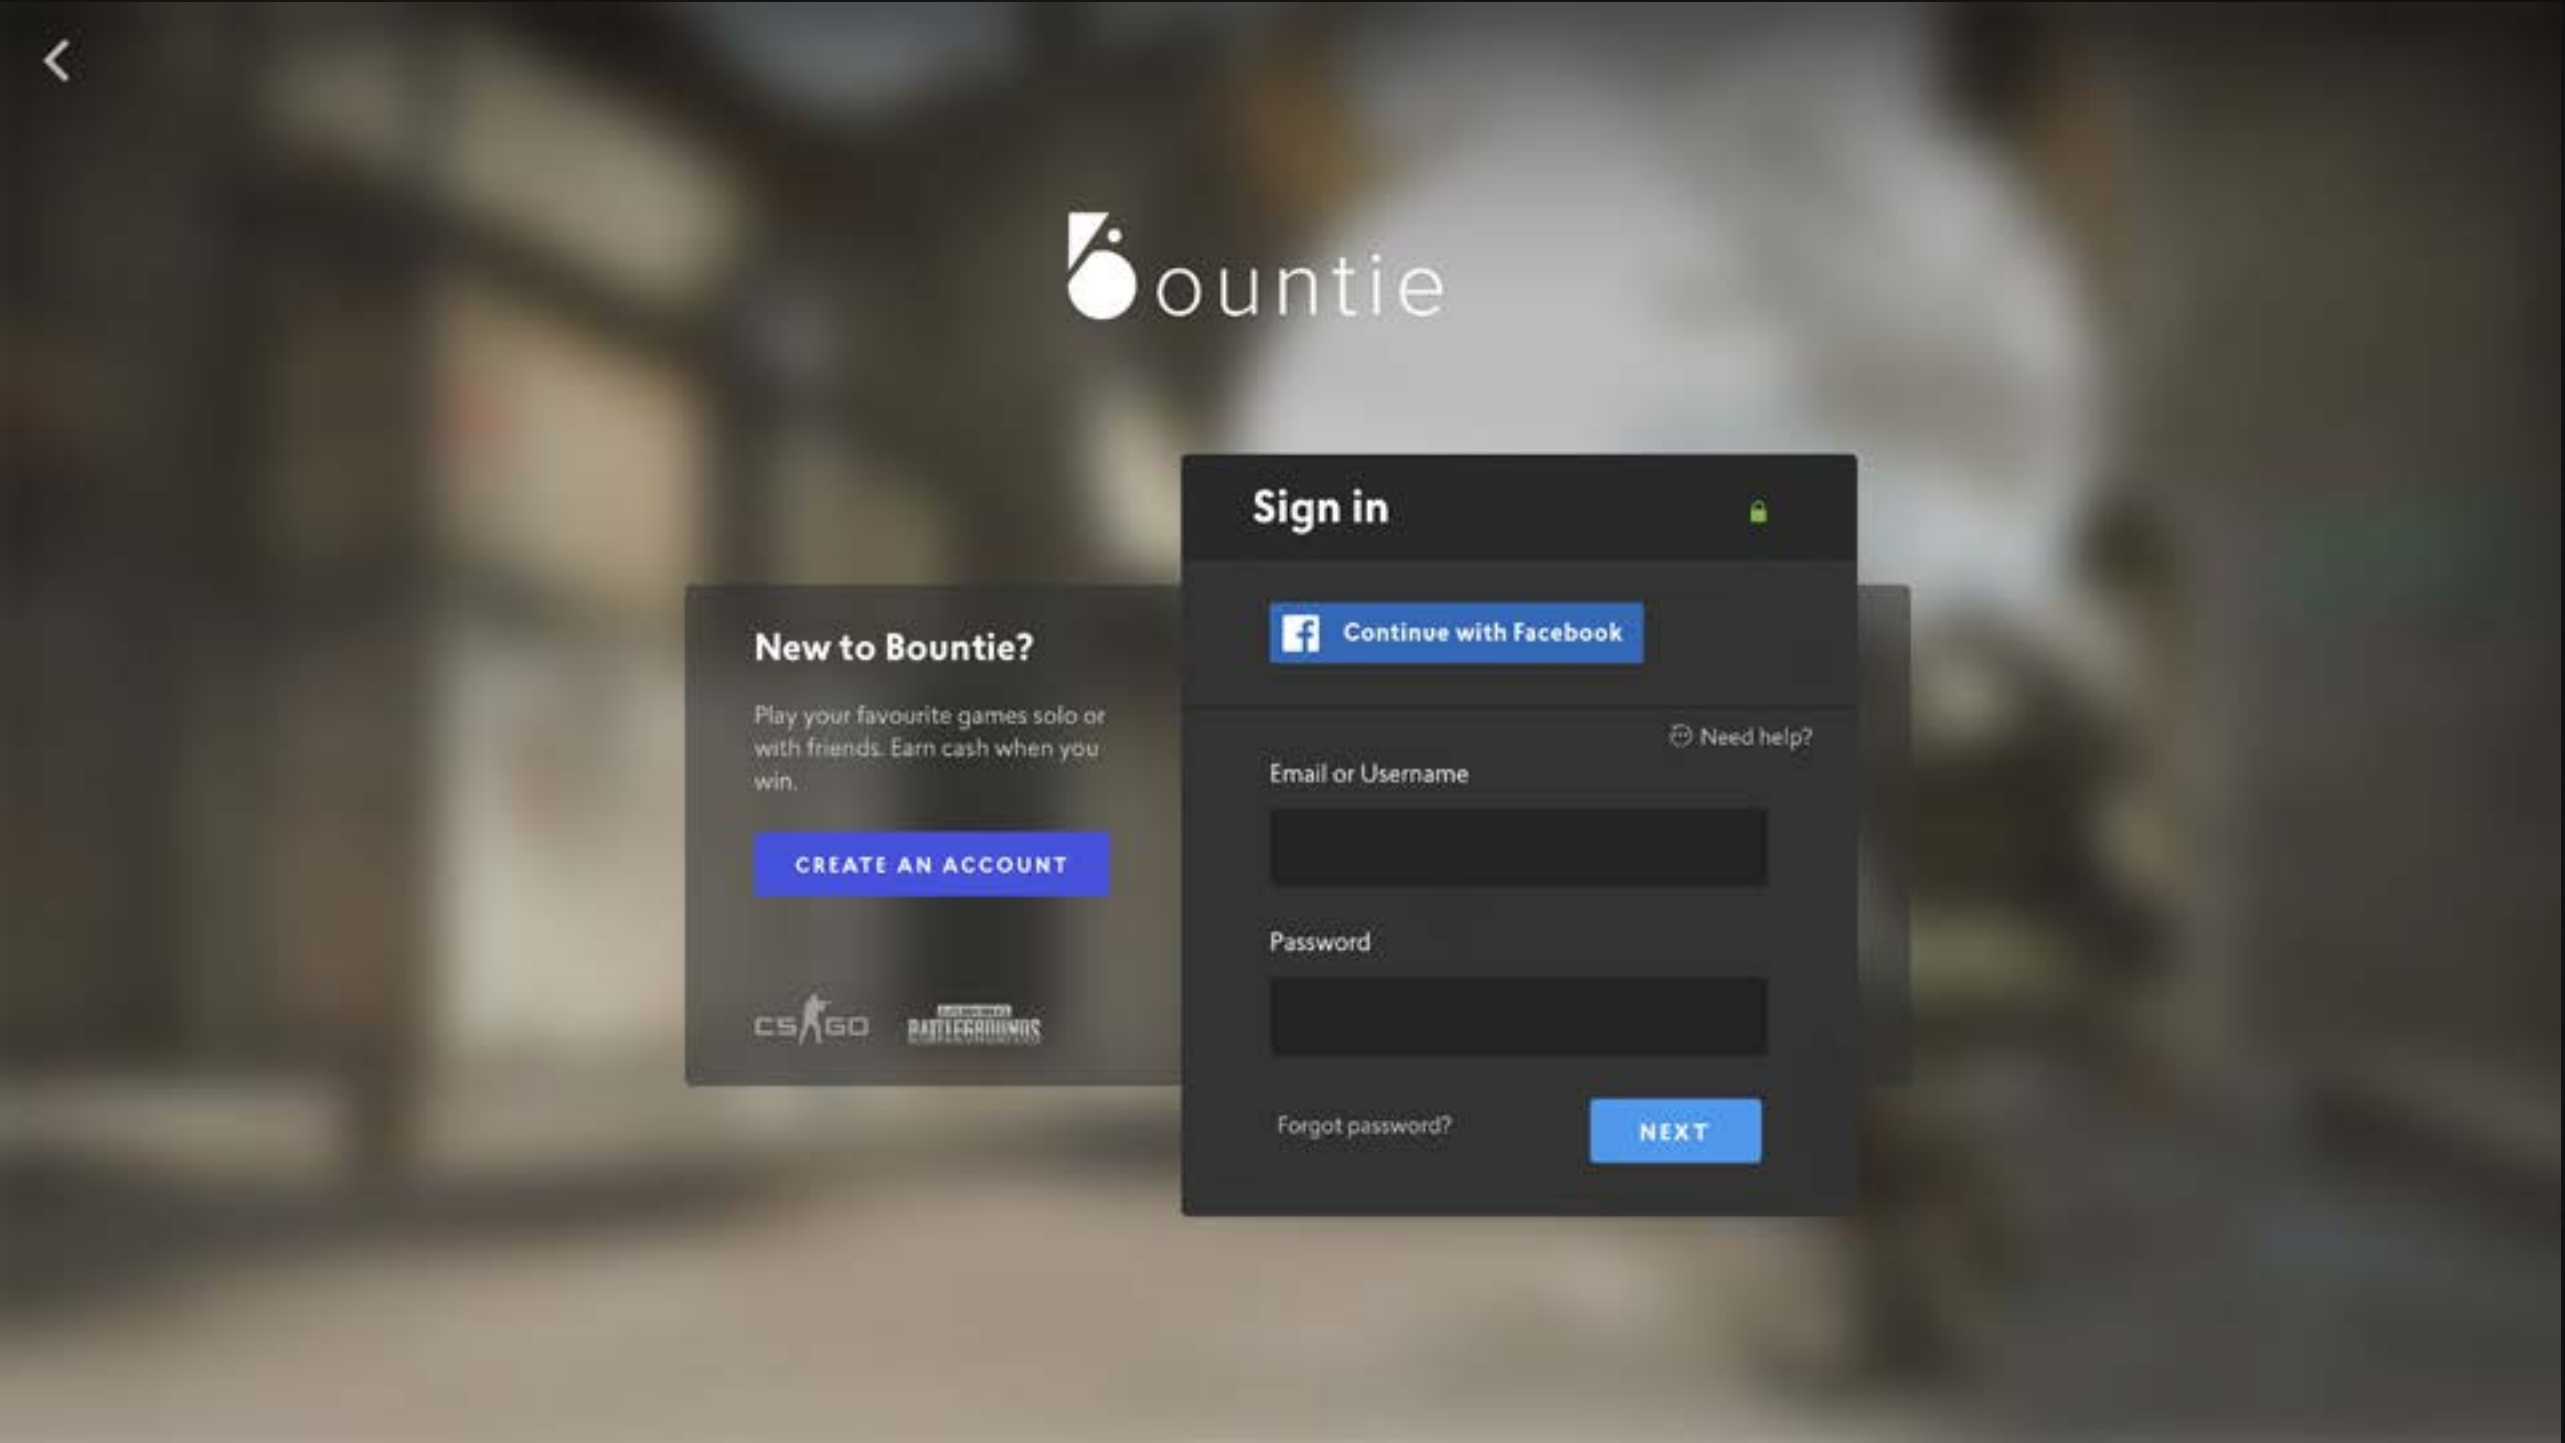 Bountie
Sign in
Continue with Facebook
New to Bountie?
Play your favourite games solo or
with friends. Earn cash when you
win.
CREATE AN ACCOUNT
CS GO
BATTLEGROUNDS
Need help?
Email or Username
Password
Forgot password?
NEXT